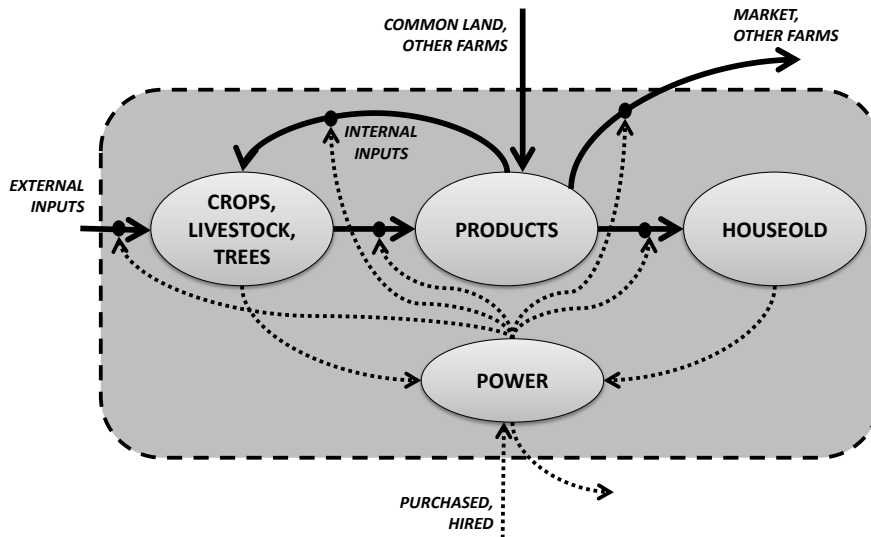 COMMON LAND,
OTHER FARMS
MARKET,
OTHER FARMS
INTERNAL
INPUTS
EXTERNAL
INPUTS
CROPS,
LIVESTOCK,
TREES
PRODUCTS
HOUSEOLD
POWER
PURCHASED,
HIRED